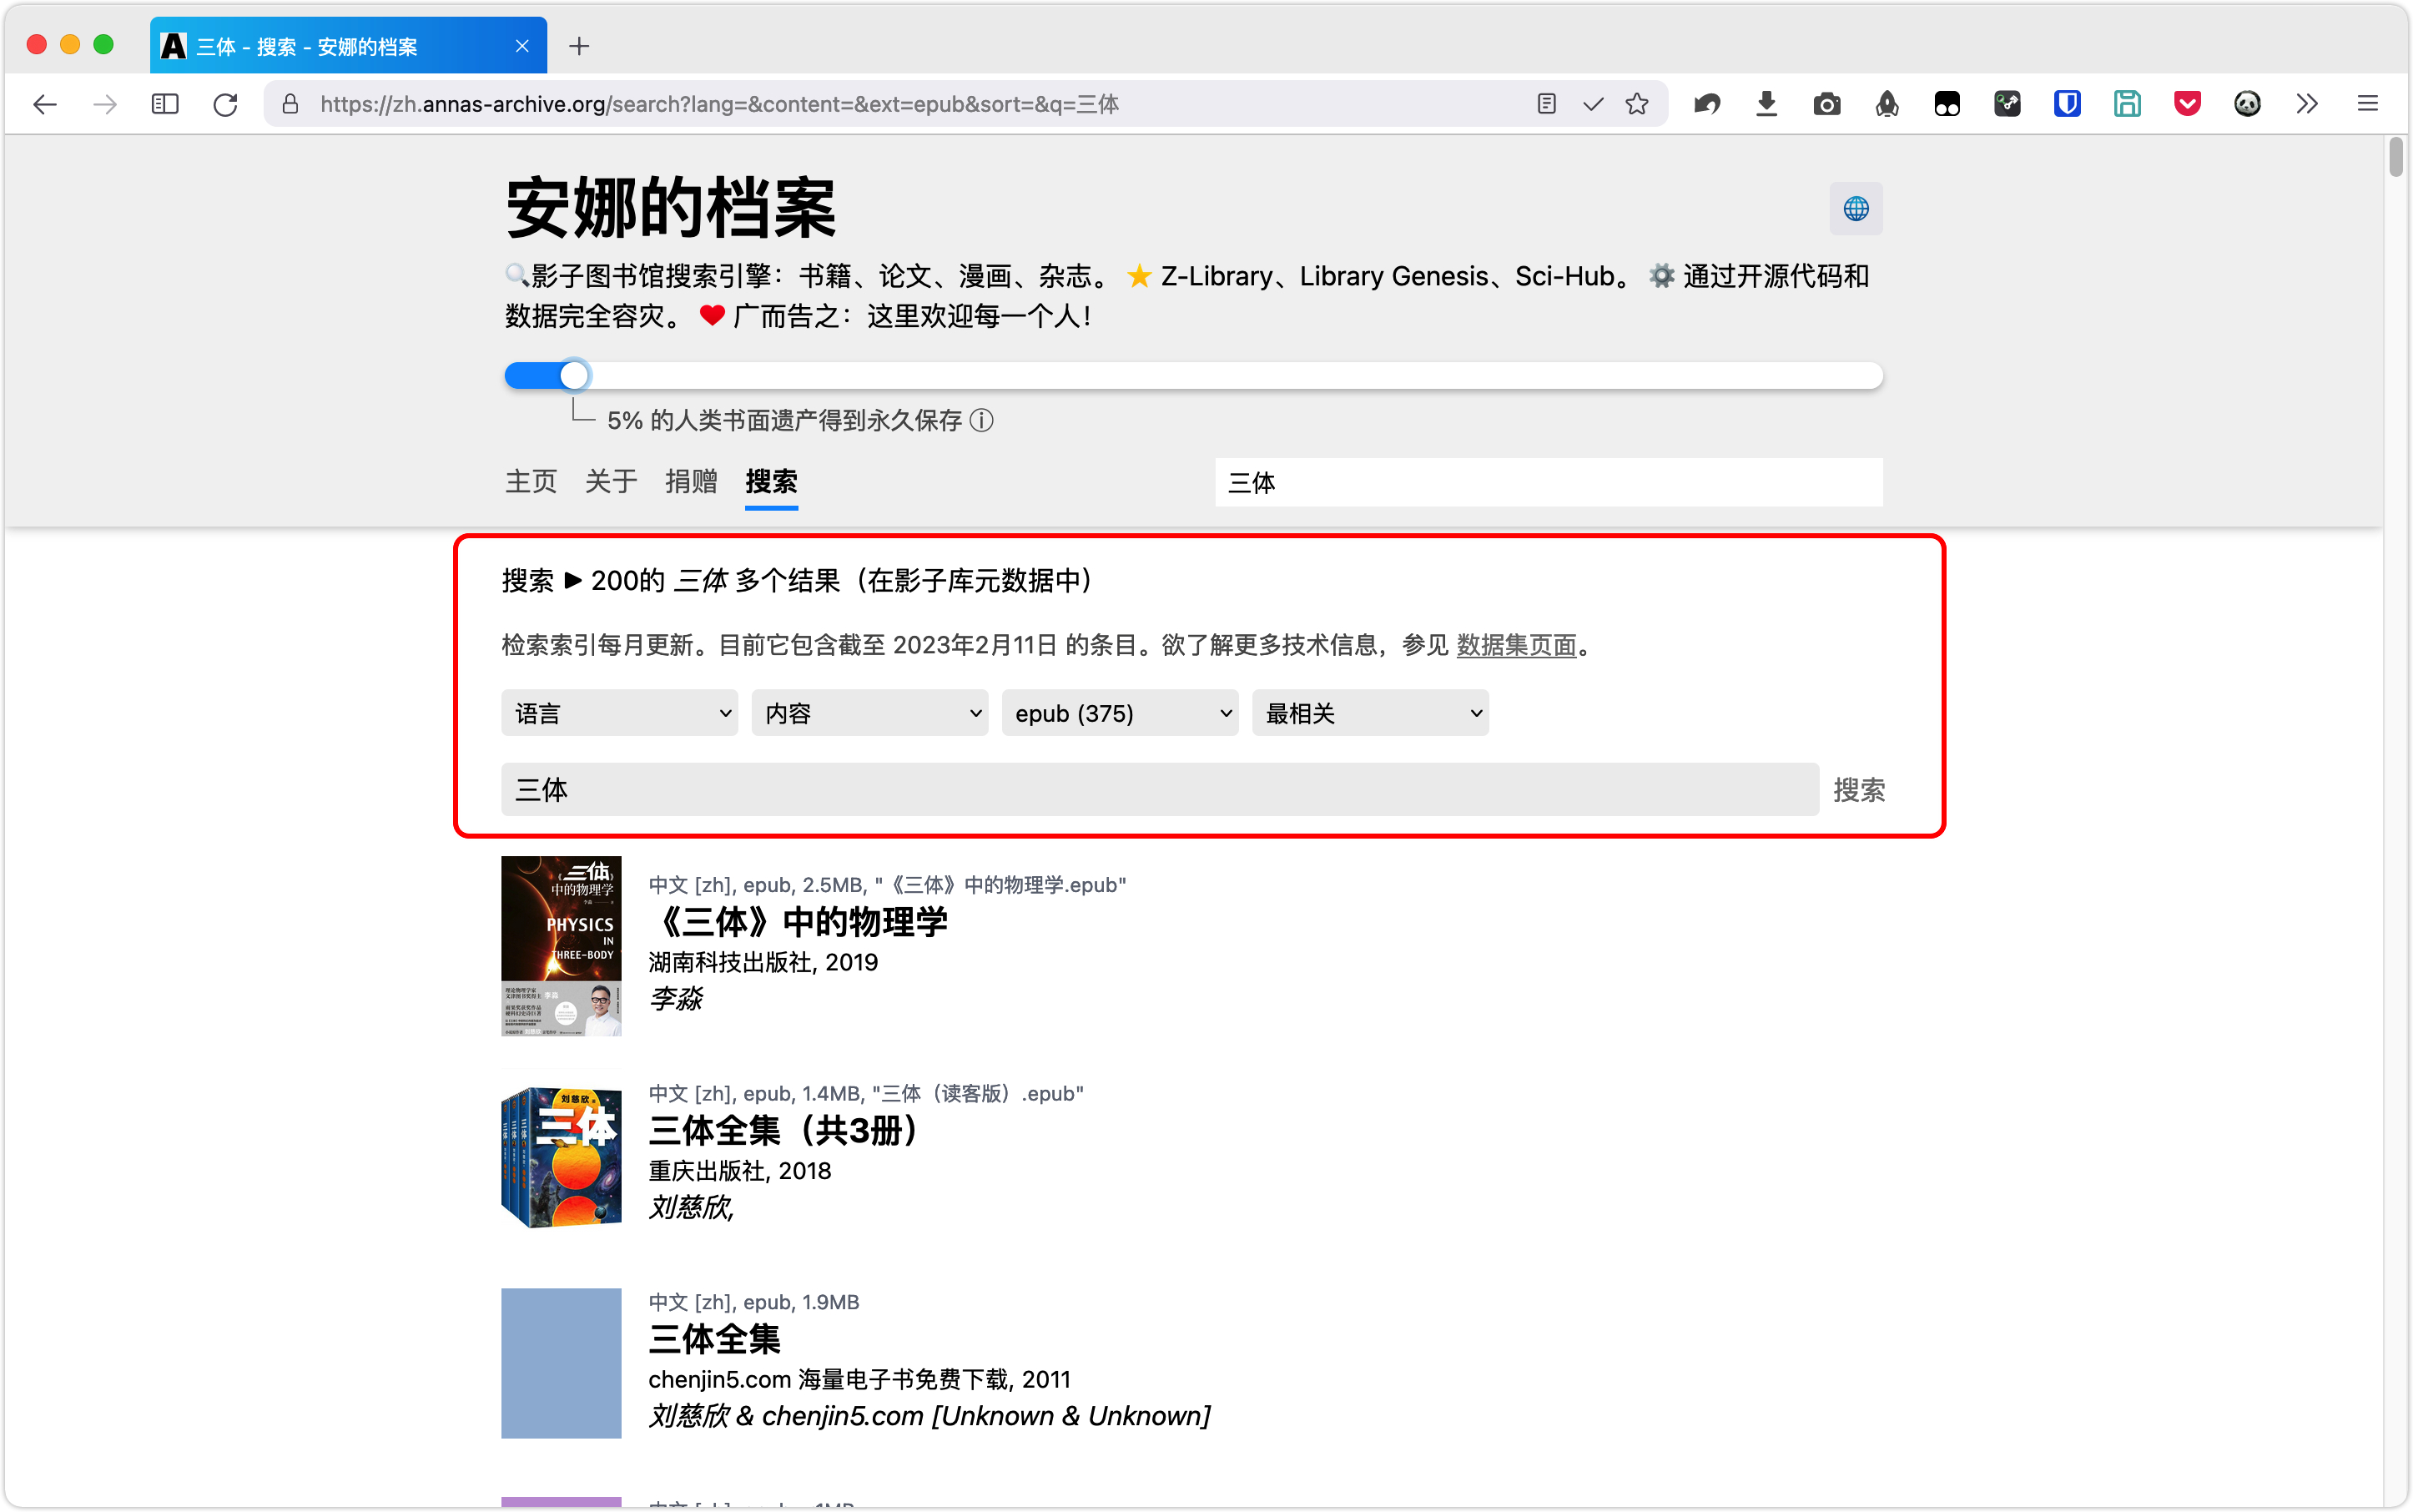 三体 - 搜索 - 安娜的档案
https://zh.annas-archive.org/search?lang=&content=&ext=epub&sort=&q=三体
安娜的档案
🔍影子图书馆搜索引擎：书籍、论文、漫画、杂志。 ⭐ Z-Library、Library Genesis、Sci-Hub。 ⚙️ 通过开源代码和
数据完全容灾。 ❤️ 广而告之：这里欢迎每一个人！
5% 的人类书面遗产得到永久保存 ⓘ
主页 关于 捐赠 搜索 三体
搜索 ▶ 200的 三体 多个结果（在影子库元数据中）
检索索引每月更新。目前它包含截至 2023年2月11日 的条目。欲了解更多技术信息，参见 数据集页面。
语言 内容 epub (375) 最相关
三体 搜索
《三体》
中的物理学
PHYSICS
IN
THREE-BODY
李淼
中文 [zh], epub, 2.5MB, "《三体》中的物理学.epub"
《三体》中的物理学
湖南科技出版社, 2019
李淼
刘慈欣
三体
三体
三体
三体
中文 [zh], epub, 1.4MB, "三体（读客版）.epub"
三体全集（共3册）
重庆出版社, 2018
刘慈欣,
中文 [zh], epub, 1.9MB
三体全集
chenjin5.com 海量电子书免费下载, 2011
刘慈欣 & chenjin5.com [Unknown & Unknown]